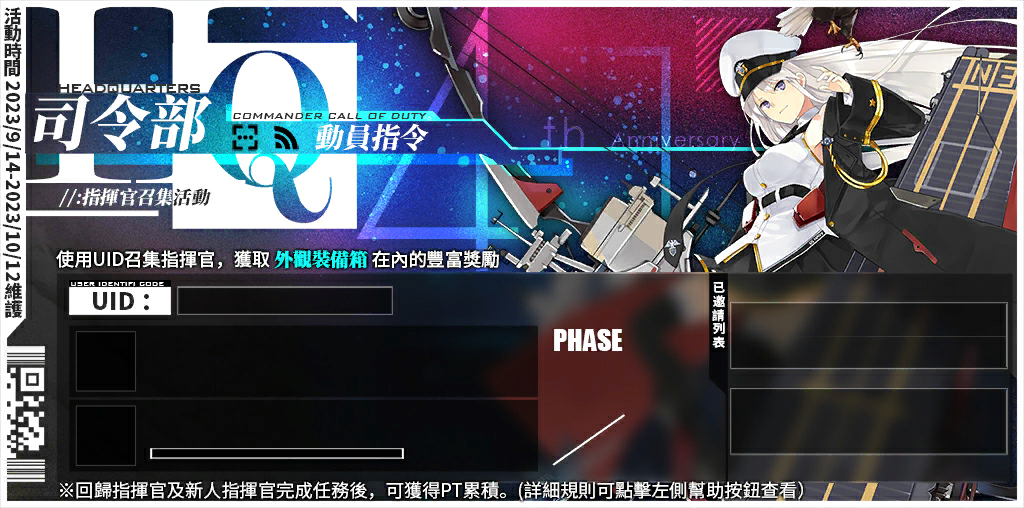 活動時間 2023/9/14-2023/10/12維護
HQ
HEADQUARTERS
司令部
COMMANDER CALL OF DUTY
動員指令
//:指揮官召集活動
4th Anniversary
使用UID召集指揮官，獲取 外觀裝備箱 在內的豐富獎勵
USER IDENTIFI CODE
UID：
PHASE
已邀請列表
※回歸指揮官及新人指揮官完成任務後，可獲得PT累積。(詳細規則可點擊左側幫助按鈕查看)